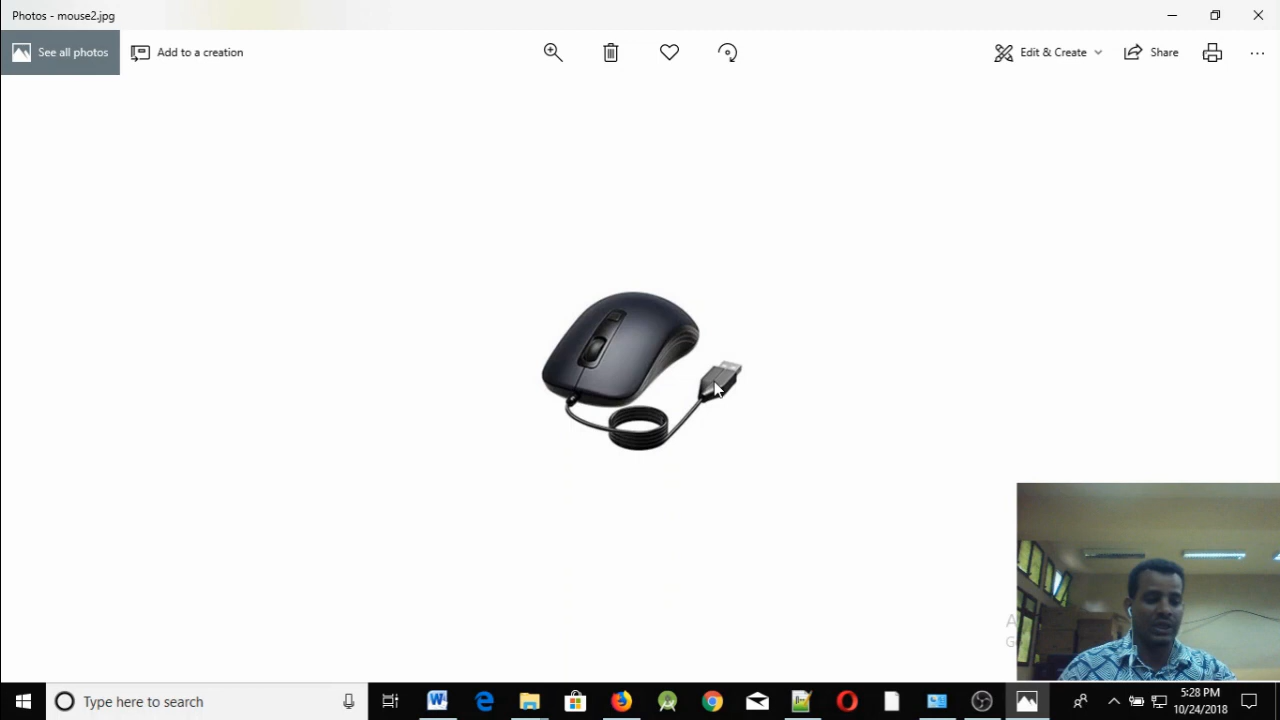 Photos - mouse2.jpg
See all photos
Add to a creation
Edit & Create
Share
Type here to search
5:28 PM
10/24/2018